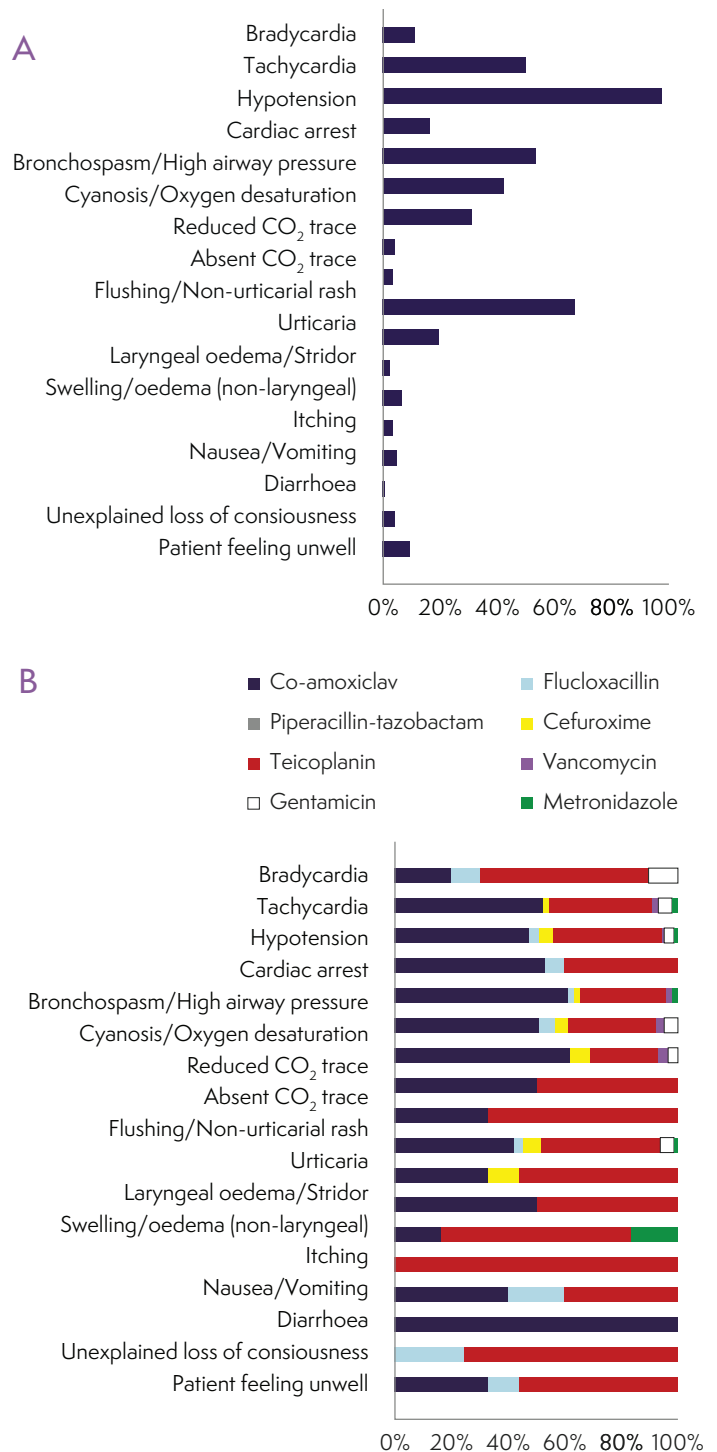 A
Bradycardia
Tachycardia
Hypotension
Cardiac arrest
Bronchospasm/High airway pressure
Cyanosis/Oxygen desaturation
Reduced CO₂ trace
Absent CO₂ trace
Flushing/Non-urticarial rash
Urticaria
Laryngeal oedema/Stridor
Swelling/oedema (non-laryngeal)
Itching
Nausea/Vomiting
Diarrhoea
Unexplained loss of consiousness
Patient feeling unwell
0% 20% 40% 60% 80% 100%
B
Co-amoxiclav Flucloxacillin
Piperacillin-tazobactam Cefuroxime
Teicoplanin Vancomycin
Gentamicin Metronidazole
Bradycardia
Tachycardia
Hypotension
Cardiac arrest
Bronchospasm/High airway pressure
Cyanosis/Oxygen desaturation
Reduced CO₂ trace
Absent CO₂ trace
Flushing/Non-urticarial rash
Urticaria
Laryngeal oedema/Stridor
Swelling/oedema (non-laryngeal)
Itching
Nausea/Vomiting
Diarrhoea
Unexplained loss of consiousness
Patient feeling unwell
0% 20% 40% 60% 80% 100%